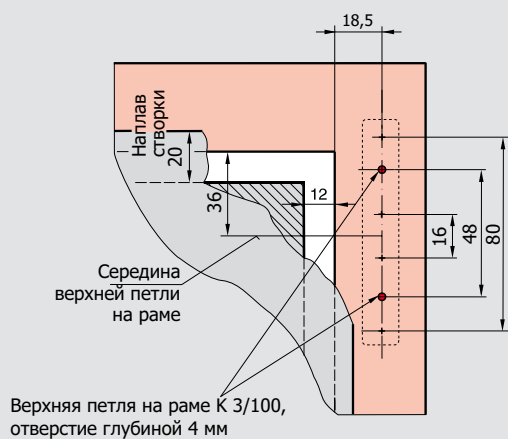 18,5
Наплав
створки
20
36
12
16
48
80
Середина
верхней петли
на раме
Верхняя петля на раме К 3/100,
отверстие глубиной 4 мм